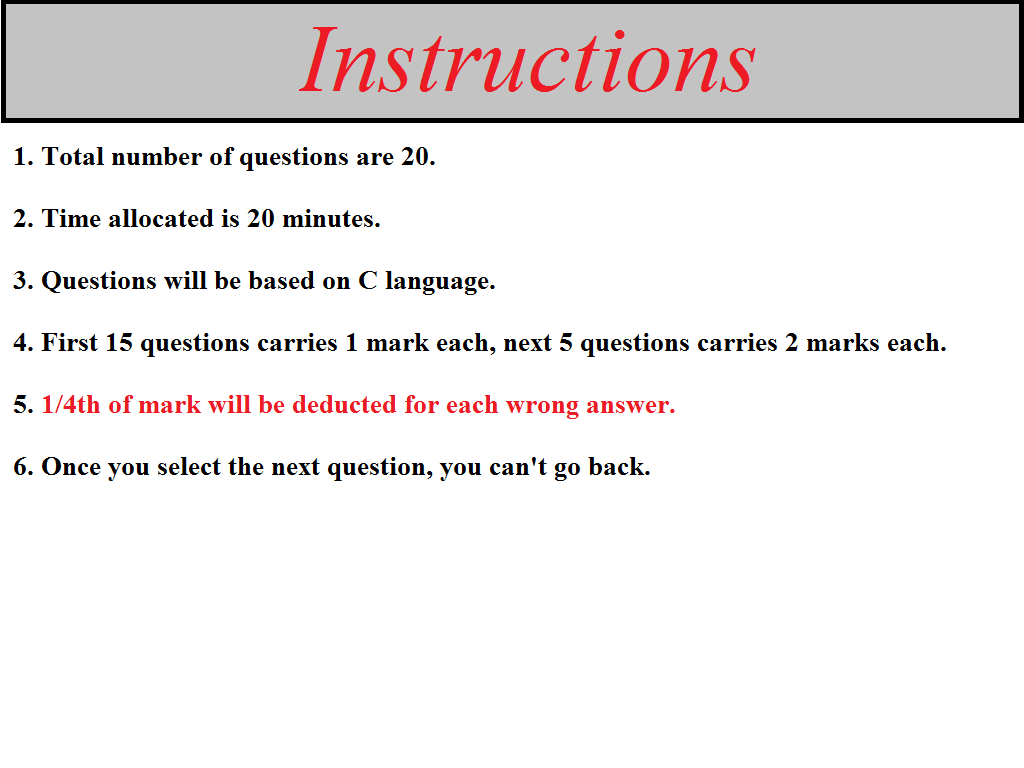 Instructions
1. Total number of questions are 20.
2. Time allocated is 20 minutes.
3. Questions will be based on C language.
4. First 15 questions carries 1 mark each, next 5 questions carries 2 marks each.
5. 1/4th of mark will be deducted for each wrong answer.
6. Once you select the next question, you can't go back.